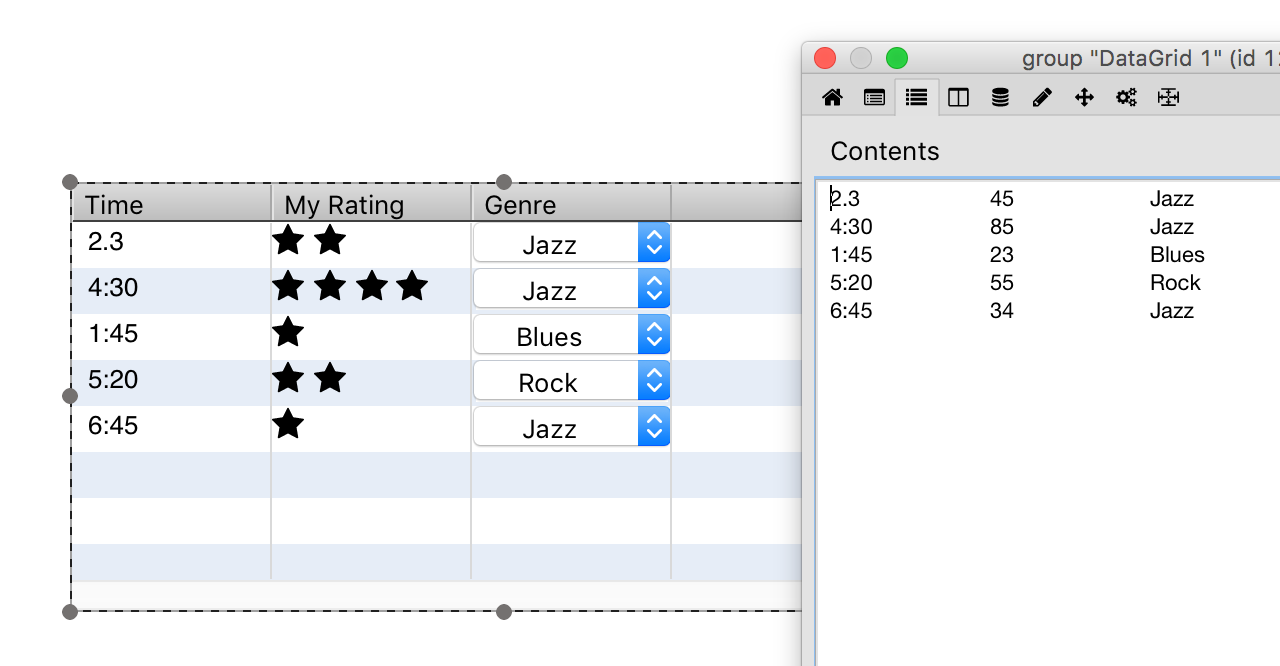 group "DataGrid 1" (id 12
Contents
Time My Rating Genre
2.3 Jazz
4:30 Jazz
1:45 Blues
5:20 Rock
6:45 Jazz
2.3 45 Jazz
4:30 85 Jazz
1:45 23 Blues
5:20 55 Rock
6:45 34 Jazz